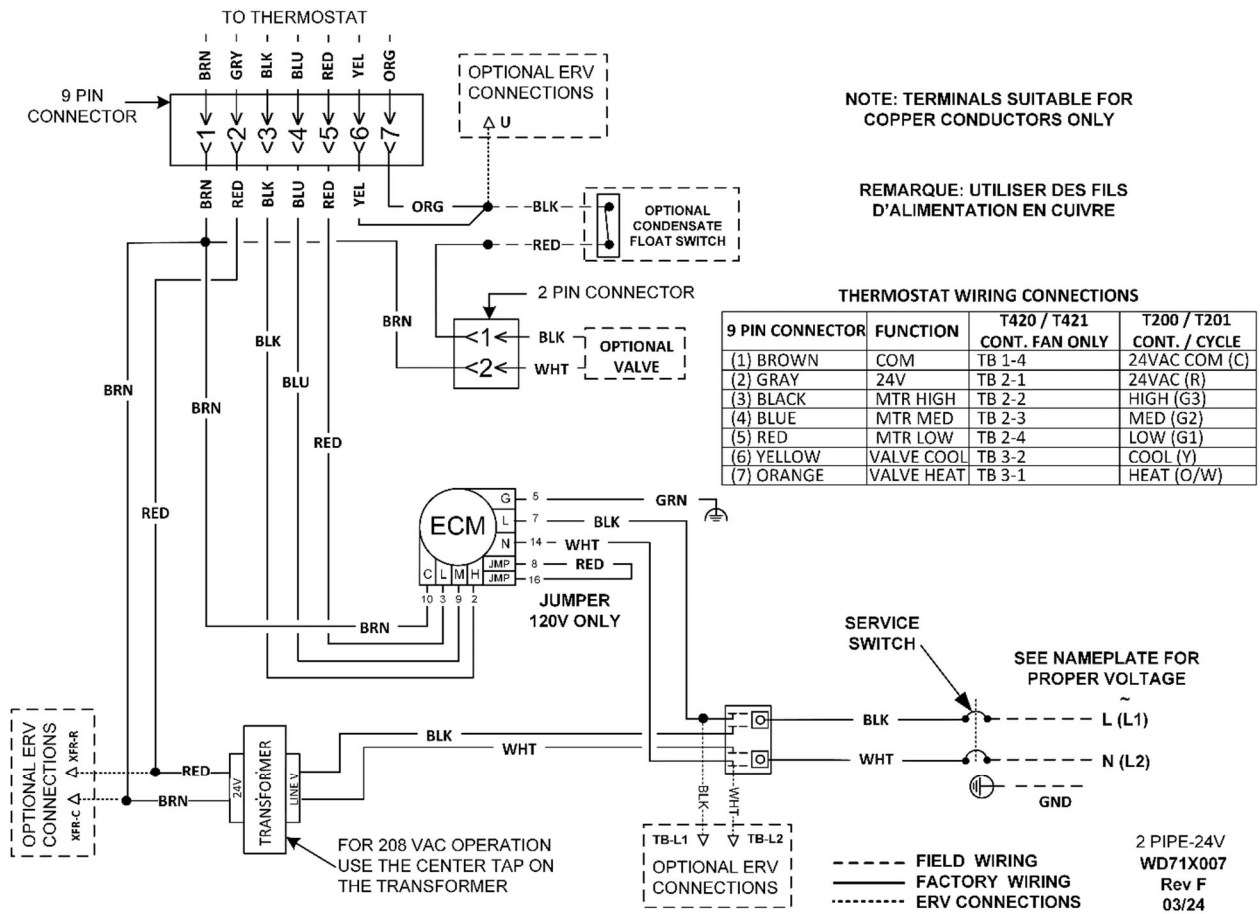 TO THERMOSTAT
BRN
GRY
BLK
BLU
RED
YEL
ORG
9 PIN
CONNECTOR
<1
<2
<3
<4
<5
<6
<7
BRN
RED
BLK
BLU
RED
YEL
OPTIONAL ERV
CONNECTIONS
U
NOTE: TERMINALS SUITABLE FOR
COPPER CONDUCTORS ONLY
REMARQUE: UTILISER DES FILS
D'ALIMENTATION EN CUIVRE
ORG
BLK
RED
OPTIONAL
CONDENSATE
FLOAT SWITCH
2 PIN CONNECTOR
<1
BLK
<2
WHT
OPTIONAL
VALVE
BRN
THERMOSTAT WIRING CONNECTIONS
9 PIN CONNECTOR FUNCTION T420 / T421 CONT. FAN ONLY T200 / T201 CONT. / CYCLE
(1) BROWN COM TB 1-4 24VAC COM (C)
(2) GRAY 24V TB 2-1 24VAC (R)
(3) BLACK MTR HIGH TB 2-2 HIGH (G3)
(4) BLUE MTR MED TB 2-3 MED (G2)
(5) RED MTR LOW TB 2-4 LOW (G1)
(6) YELLOW VALVE COOL TB 3-2 COOL (Y)
(7) ORANGE VALVE HEAT TB 3-1 HEAT (O/W)
BLK
BLU
BRN
BRN
RED
RED
ECM
G 5 GRN
L 7 BLK
N 14 WHT
JMP 8 RED
JMP 16
C L M H
10 3 9 2
JUMPER
120V ONLY
BRN
SERVICE
SWITCH
SEE NAMEPLATE FOR
PROPER VOLTAGE
~
BLK
L (L1)
WHT
N (L2)
GND
OPTIONAL ERV
CONNECTIONS
XFR-R
XFR-C
RED
BRN
24V
TRANSFORMER
LINE V
BLK
WHT
FOR 208 VAC OPERATION
USE THE CENTER TAP ON
THE TRANSFORMER
BLK
WHT
TB-L1
TB-L2
OPTIONAL ERV
CONNECTIONS
FIELD WIRING
FACTORY WIRING
ERV CONNECTIONS
2 PIPE-24V
WD71X007
Rev F
03/24